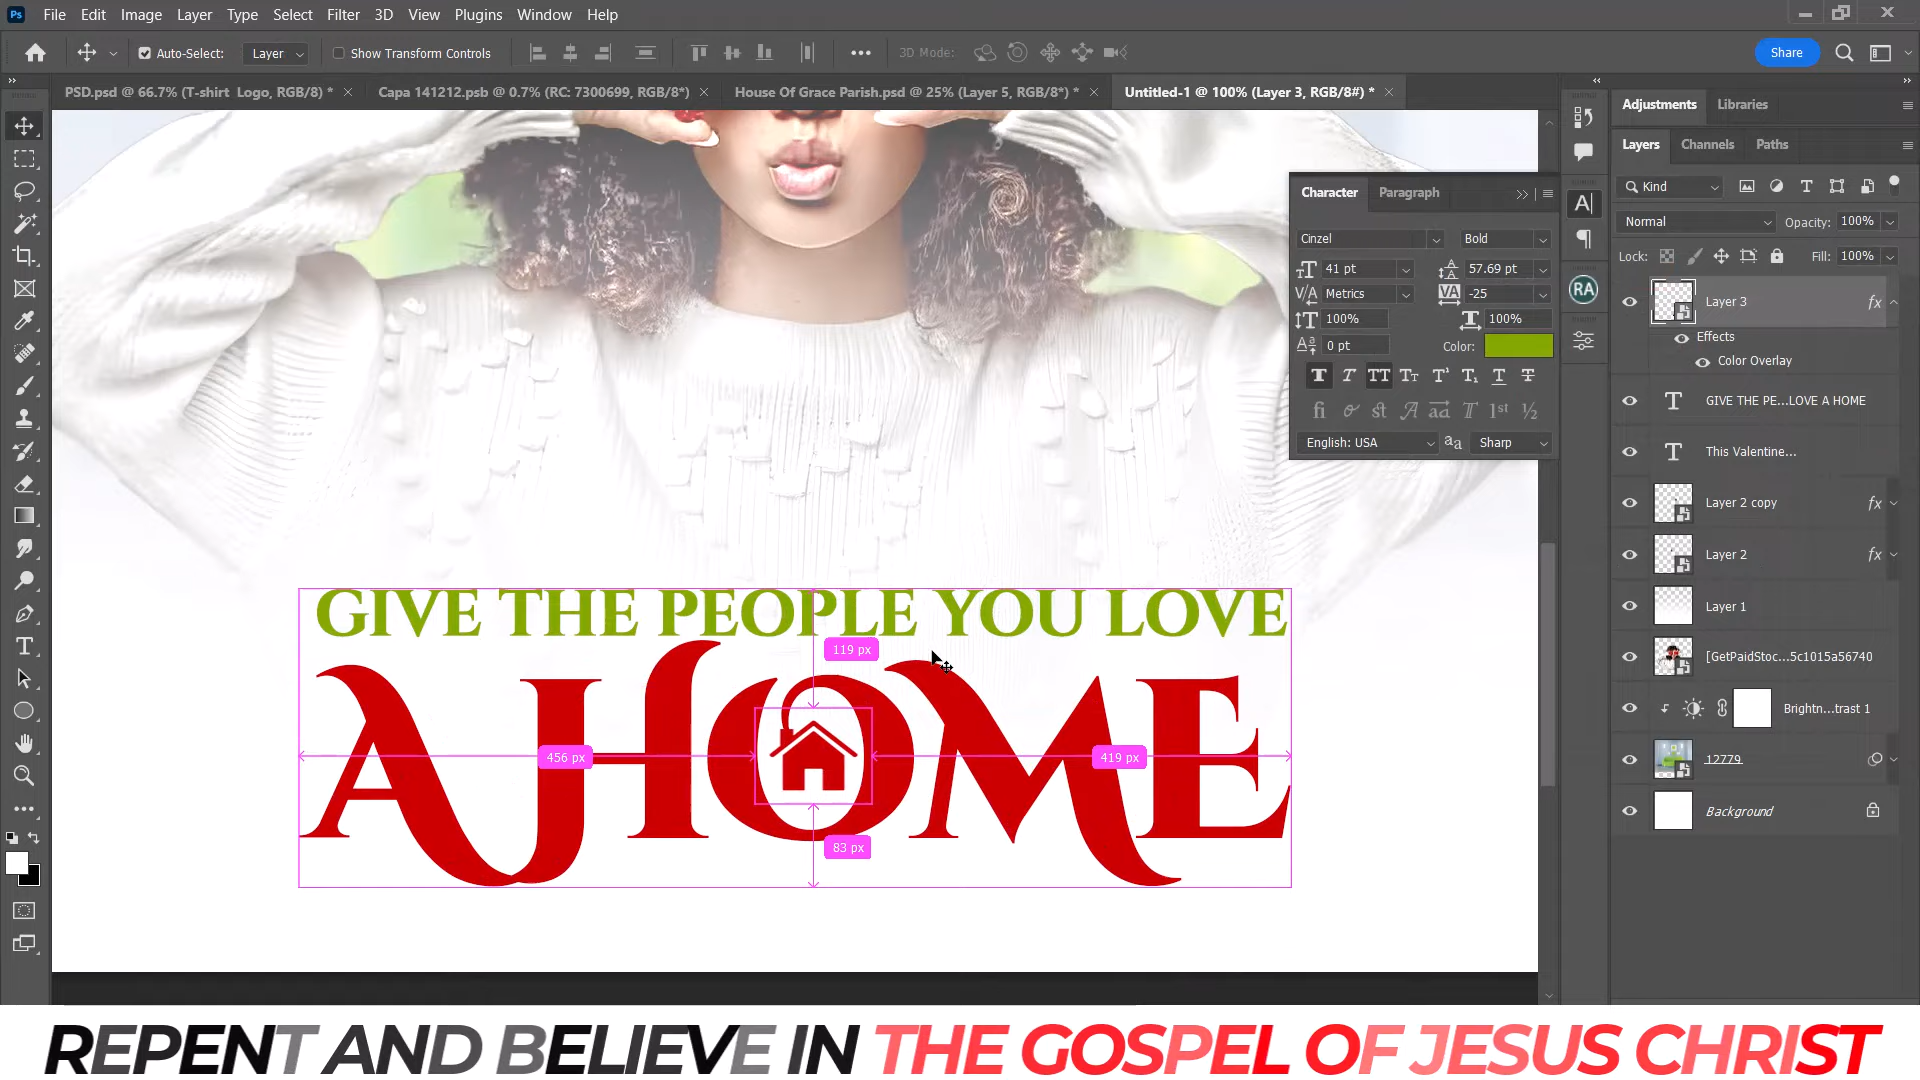 Ps File Edit Image Layer Type Select Filter 3D View Plugins Window Help
Auto-Select: Layer Show Transform Controls 3D Mode: Share
PSD.psd @ 66.7% (T-shirt Logo, RGB/8) * Capa 141212.psb @ 0.7% (RC: 7300699, RGB/8*) House Of Grace Parish.psd @ 25% (Layer 5, RGB/8*) * Untitled-1 @ 100% (Layer 3, RGB/8#) *
GIVE THE PEOPLE YOU LOVE
119 px
A HOME
456 px
419 px
83 px
Character Paragraph
Cinzel Bold
41 pt 57.69 pt
Metrics -25
100% 100%
0 pt Color:
English: USA Sharp
RA
Adjustments Libraries
Layers Channels Paths
Kind
Normal Opacity: 100%
Lock: Fill: 100%
Layer 3 fx
Effects
Color Overlay
GIVE THE PE...LOVE A HOME
This Valentine...
Layer 2 copy fx
Layer 2 fx
Layer 1
[GetPaidStoc...5c1015a56740
Brightn...trast 1
12779
Background
REPENT AND BELIEVE IN THE GOSPEL OF JESUS CHRIST